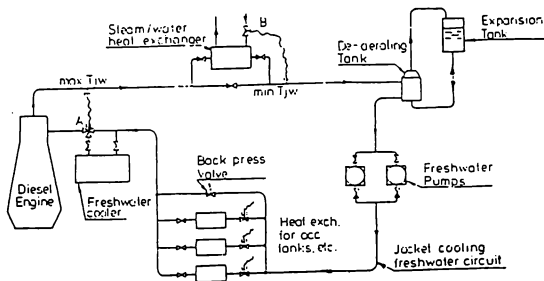 Steam/water
heat exchanger
B
Expansion
Tank
De-aerating
Tank
max Tjw
min Tjw
A
Diesel
Engine
Freshwater
cooler
Back press
valve
Freshwater
Pumps
Heat exch.
for acc
tanks, etc.
Jacket cooling
freshwater circuit